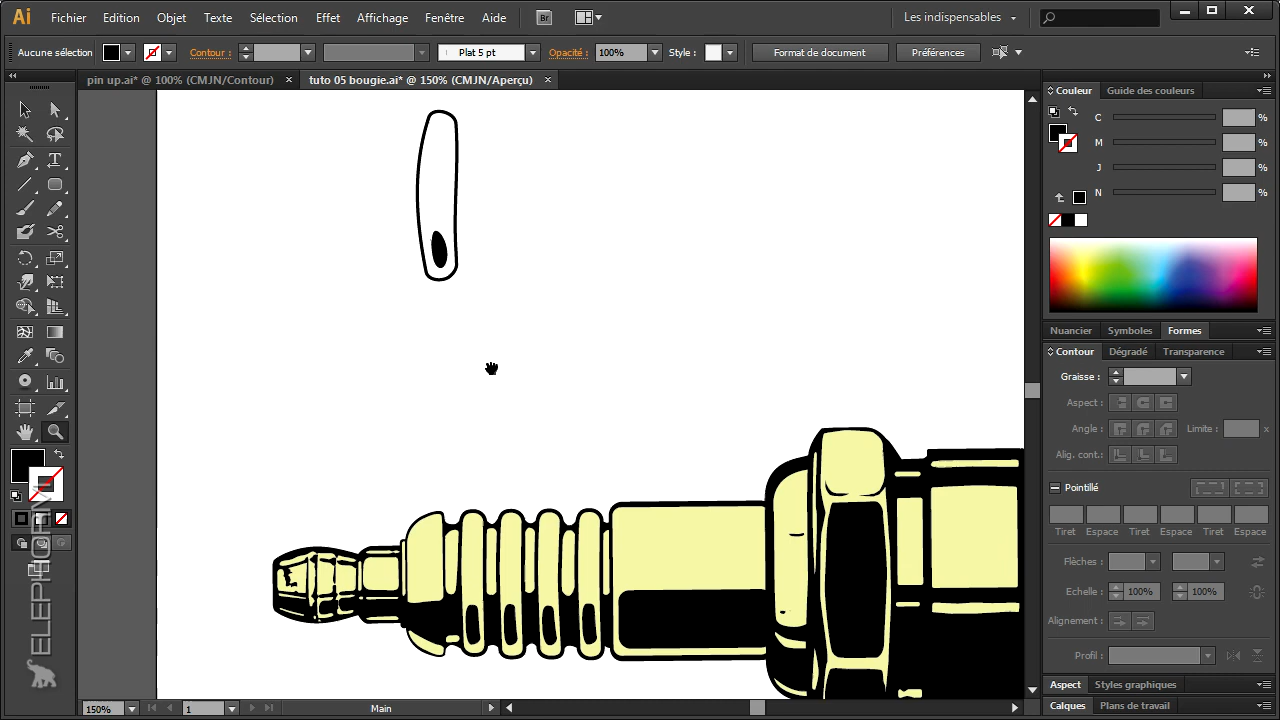 Ai Fichier Edition Objet Texte Sélection Effet Affichage Fenêtre Aide Br Les indispensables
Aucune sélection Contour : Plat 5 pt Opacité : 100% Style : Format de document Préférences
pin up.ai* @ 100% (CMJN/Contour) × tuto 05 bougie.ai* @ 150% (CMJN/Aperçu) ×
Couleur Guide des couleurs
C %
M %
J %
N %
Nuancier Symboles Formes
Contour Dégradé Transparence
Graisse :
Aspect :
Angle : Limite : x
Alig. cont. :
Pointillé
Tiret Espace Tiret Espace Tiret Espace
Flèches :
Echelle : 100% 100%
Alignement :
Profil :
Aspect Styles graphiques
Calques Plans de travail
ELEPHORM
150% 1 Main